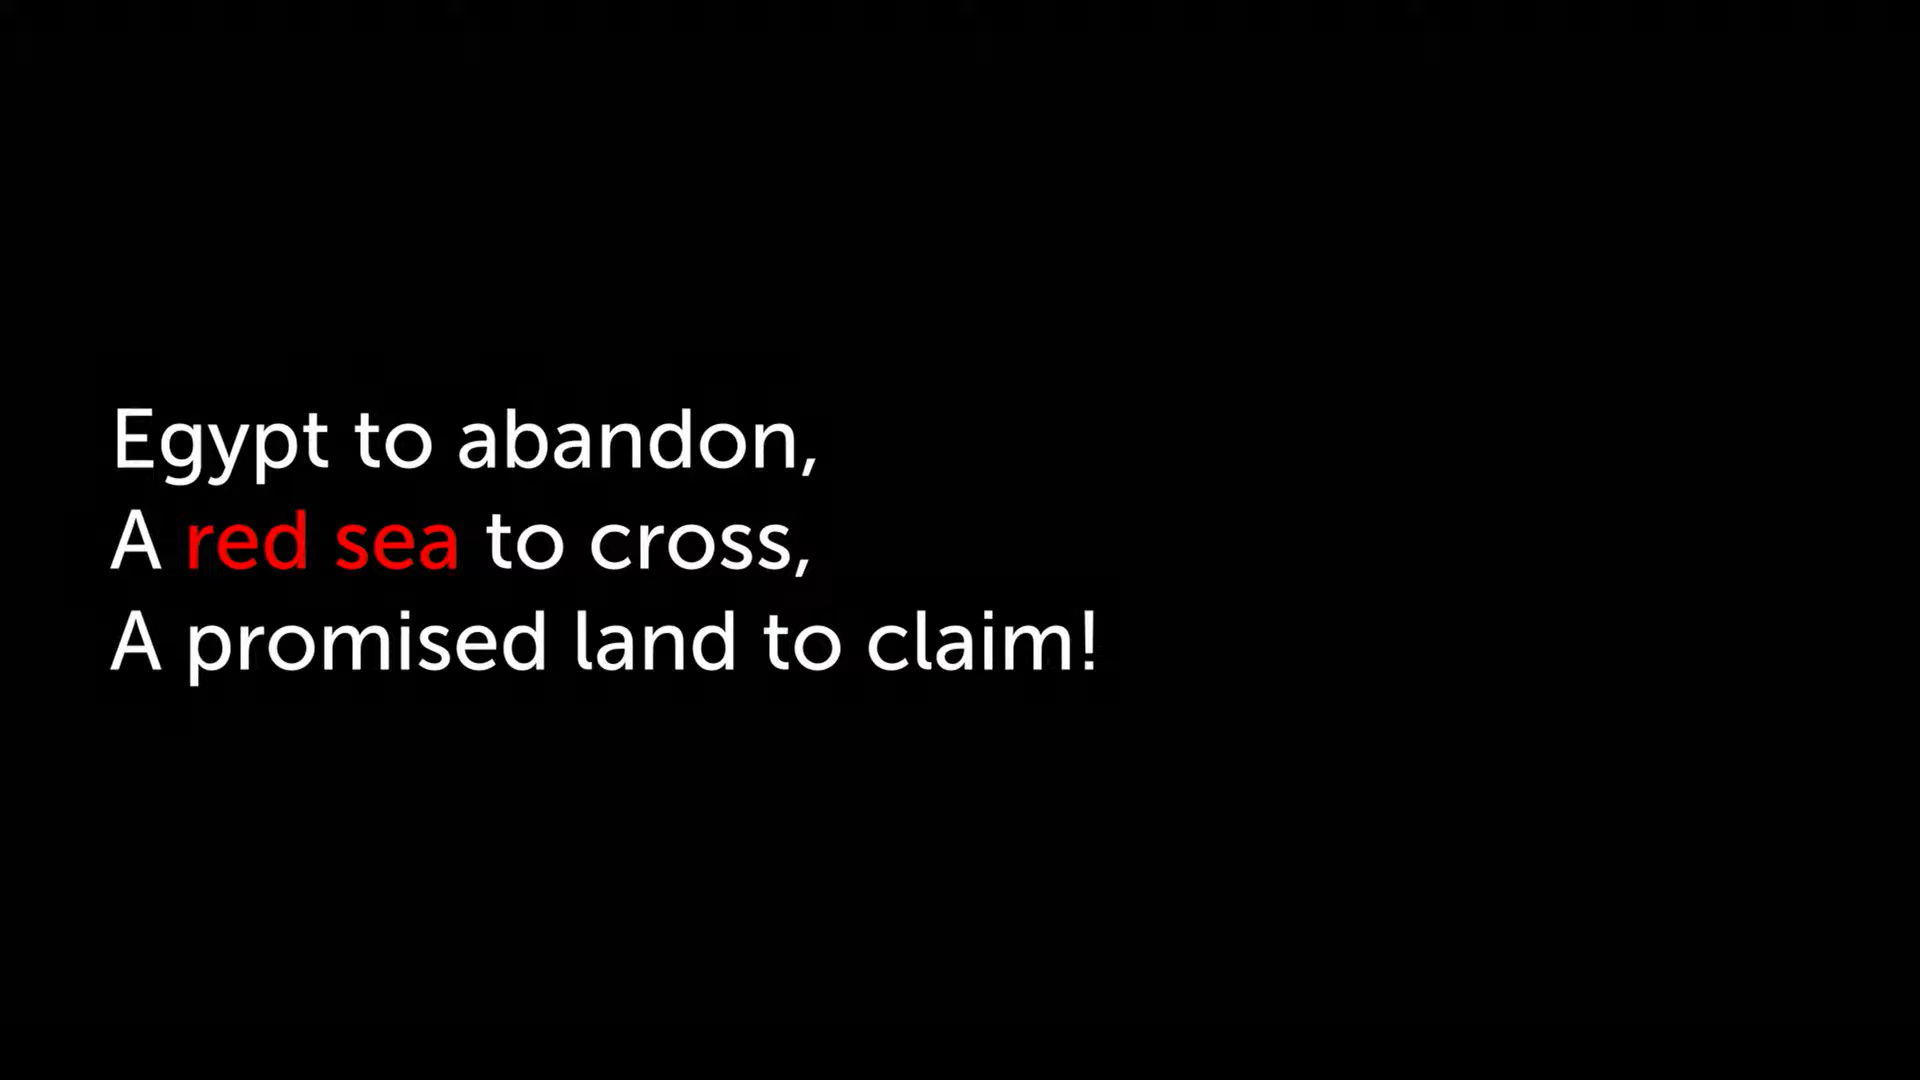 Egypt to abandon,
A red sea to cross,
A promised land to claim!